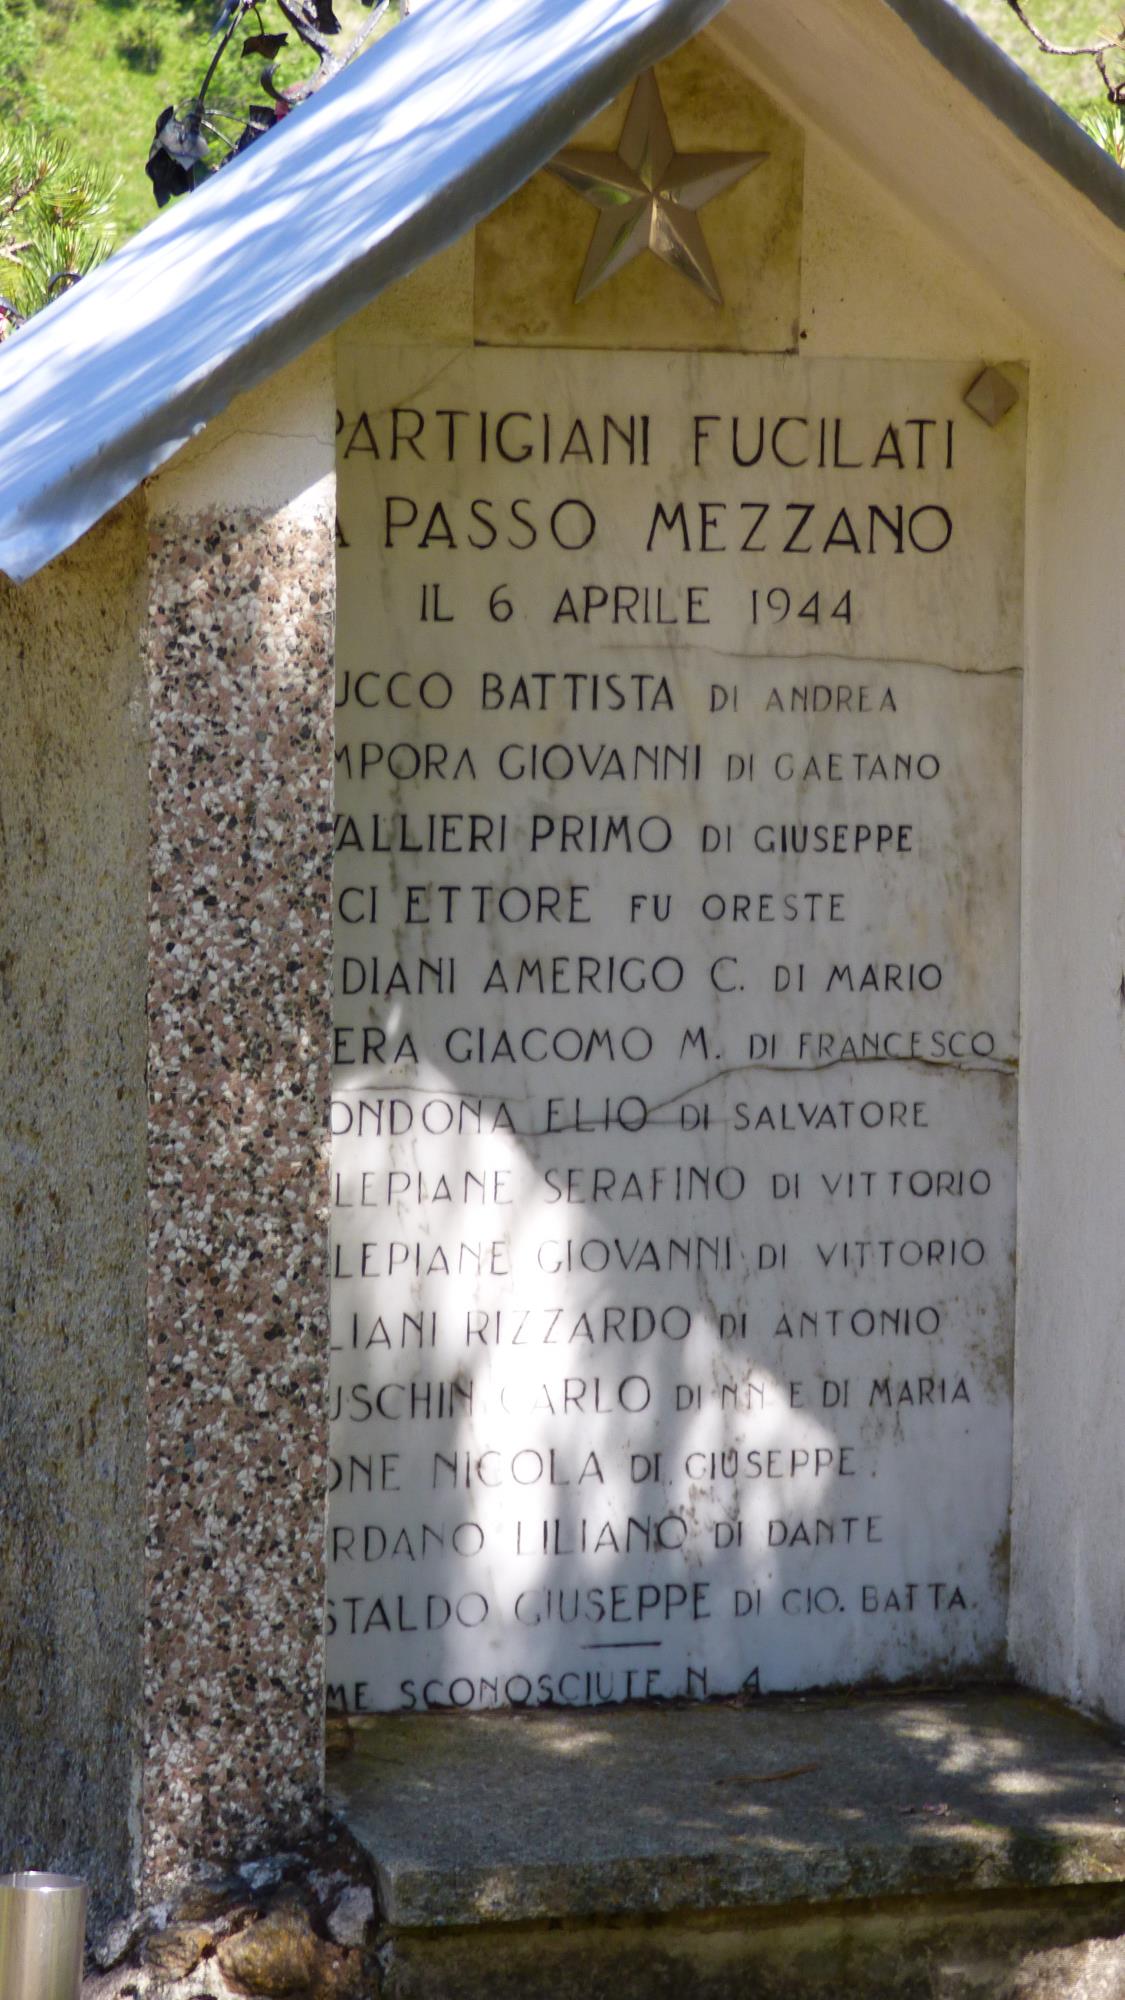 PARTIGIANI FUCILATI
A PASSO MEZZANO
IL 6 APRILE 1944
UCCO BATTISTA DI ANDREA
MPORA GIOVANNI DI GAETANO
VALLIERI PRIMO DI GIUSEPPE
CI ETTORE FU ORESTE
DIANI AMERIGO C. DI MARIO
ERA GIACOMO M. DI FRANCESCO
ONDONA ELIO DI SALVATORE
LEPIANE SERAFINO DI VITTORIO
LEPIANE GIOVANNI DI VITTORIO
LIANI RIZZARDO DI ANTONIO
USCHIN CARLO DI NN E DI MARIA
ONE NICOLA DI GIUSEPPE
RDANO LILIANO DI DANTE
STALDO GIUSEPPE DI GIO. BATTA.
ME SCONOSCIUTE N. 4